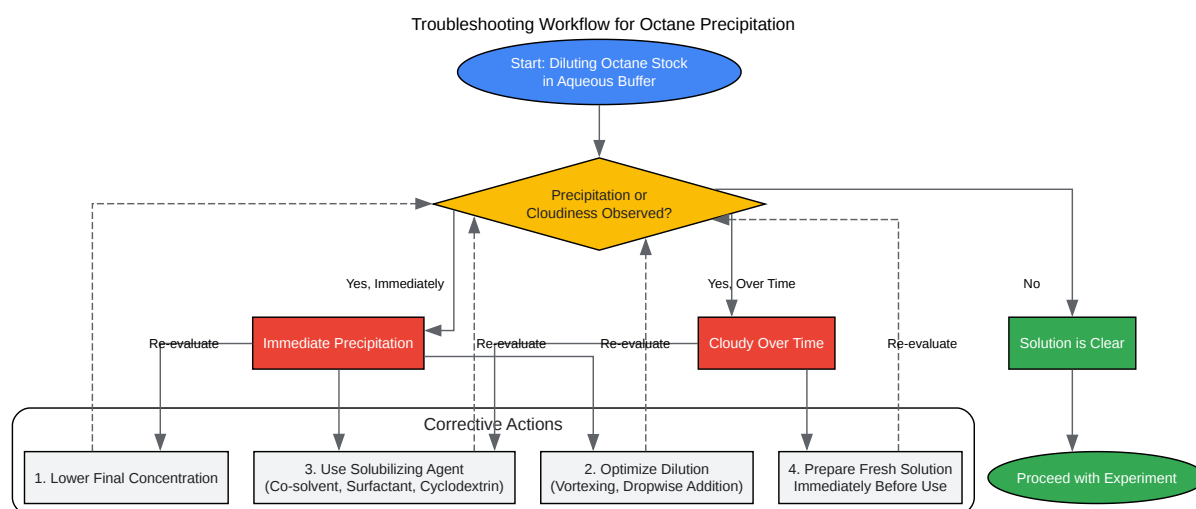 Troubleshooting Workflow for Octane Precipitation
Start: Diluting Octane Stock
in Aqueous Buffer
Precipitation or
Cloudiness Observed?
Yes, Immediately
Yes, Over Time
No
Re-evaluate
Immediate Precipitation
Re-evaluate
Re-evaluate
Cloudy Over Time
Re-evaluate
Solution is Clear
Corrective Actions
1. Lower Final Concentration
3. Use Solubilizing Agent
(Co-solvent, Surfactant, Cyclodextrin)
2. Optimize Dilution
(Vortexing, Dropwise Addition)
4. Prepare Fresh Solution
Immediately Before Use
Proceed with Experiment